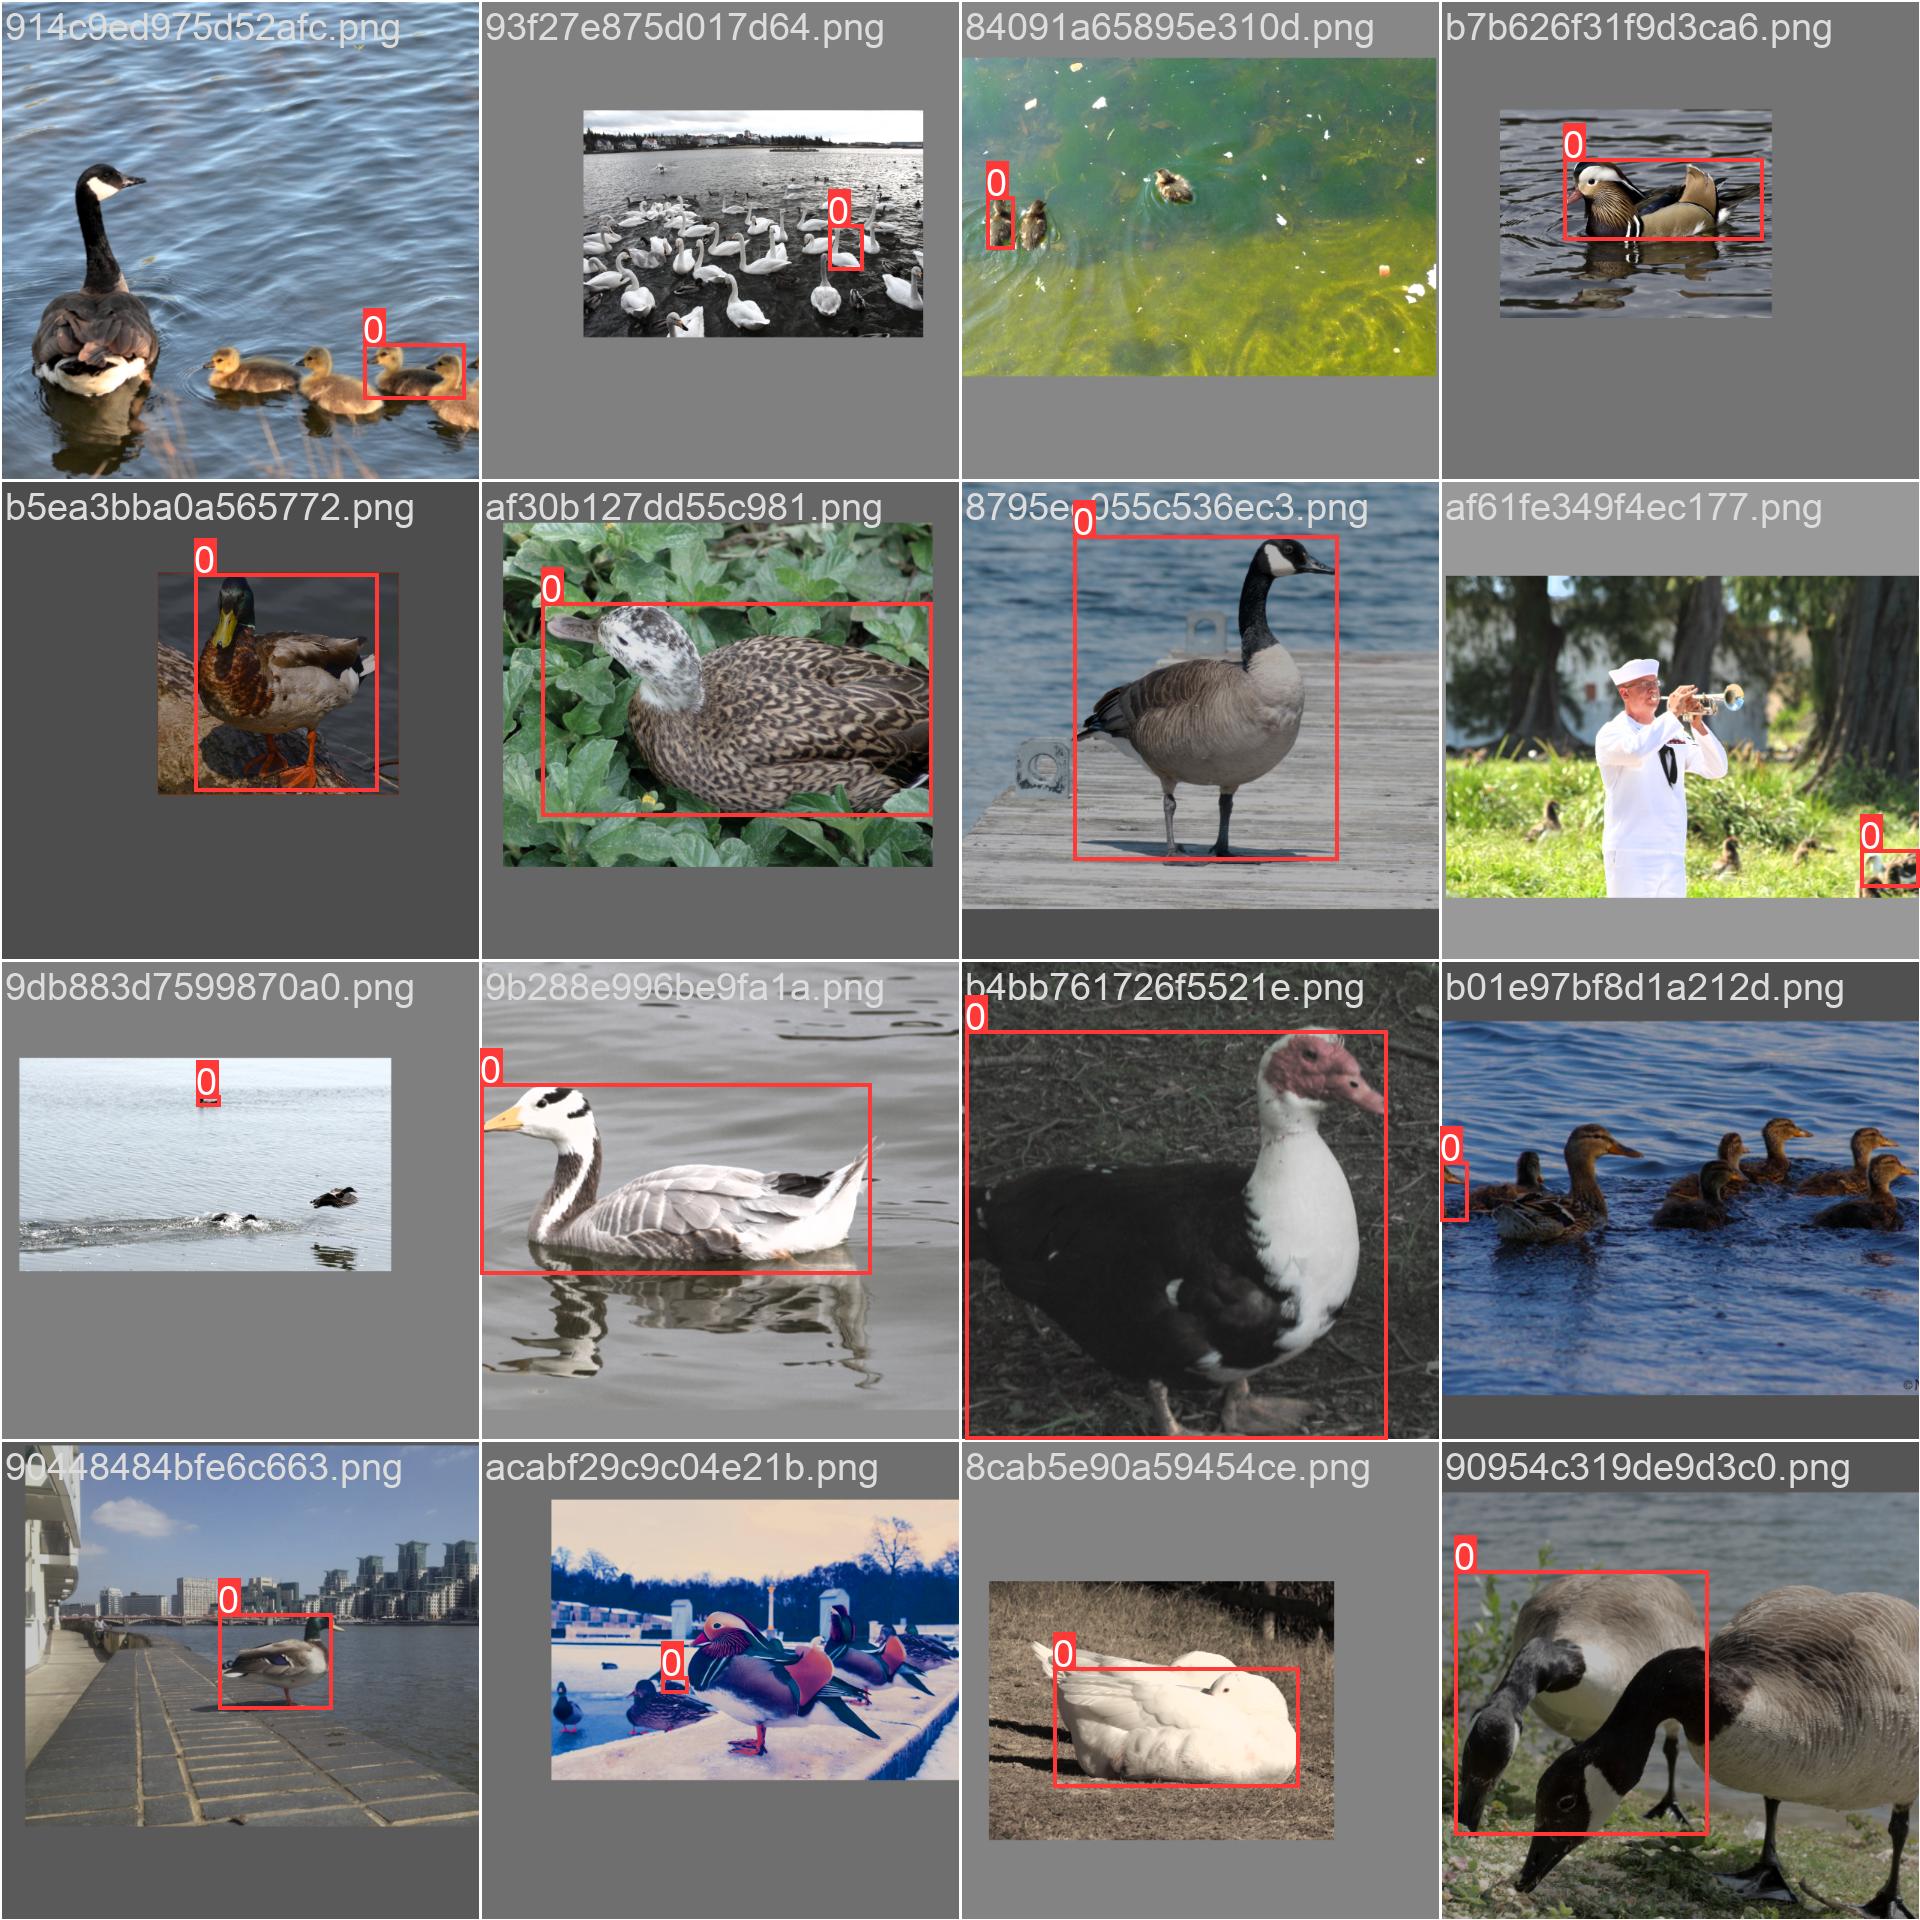 914c9ed975d52afc.png
93f27e875d017d64.png
84091a65895e310d.png
b7b626f31f9d3ca6.png
0
0
0
0
b5ea3bba0a565772.png
af30b127dd55c981.png
8795e 055c536ec3.png
af61fe349f4ec177.png
0
0
0
0
9db883d7599870a0.png
9b288e996be9fa1a.png
b4bb761726f5521e.png
b01e97bf8d1a212d.png
0
0
0
0
90448484bfe6c663.png
acabf29c9c04e21b.png
8cab5e90a59454ce.png
90954c319de9d3c0.png
0
0
0
0